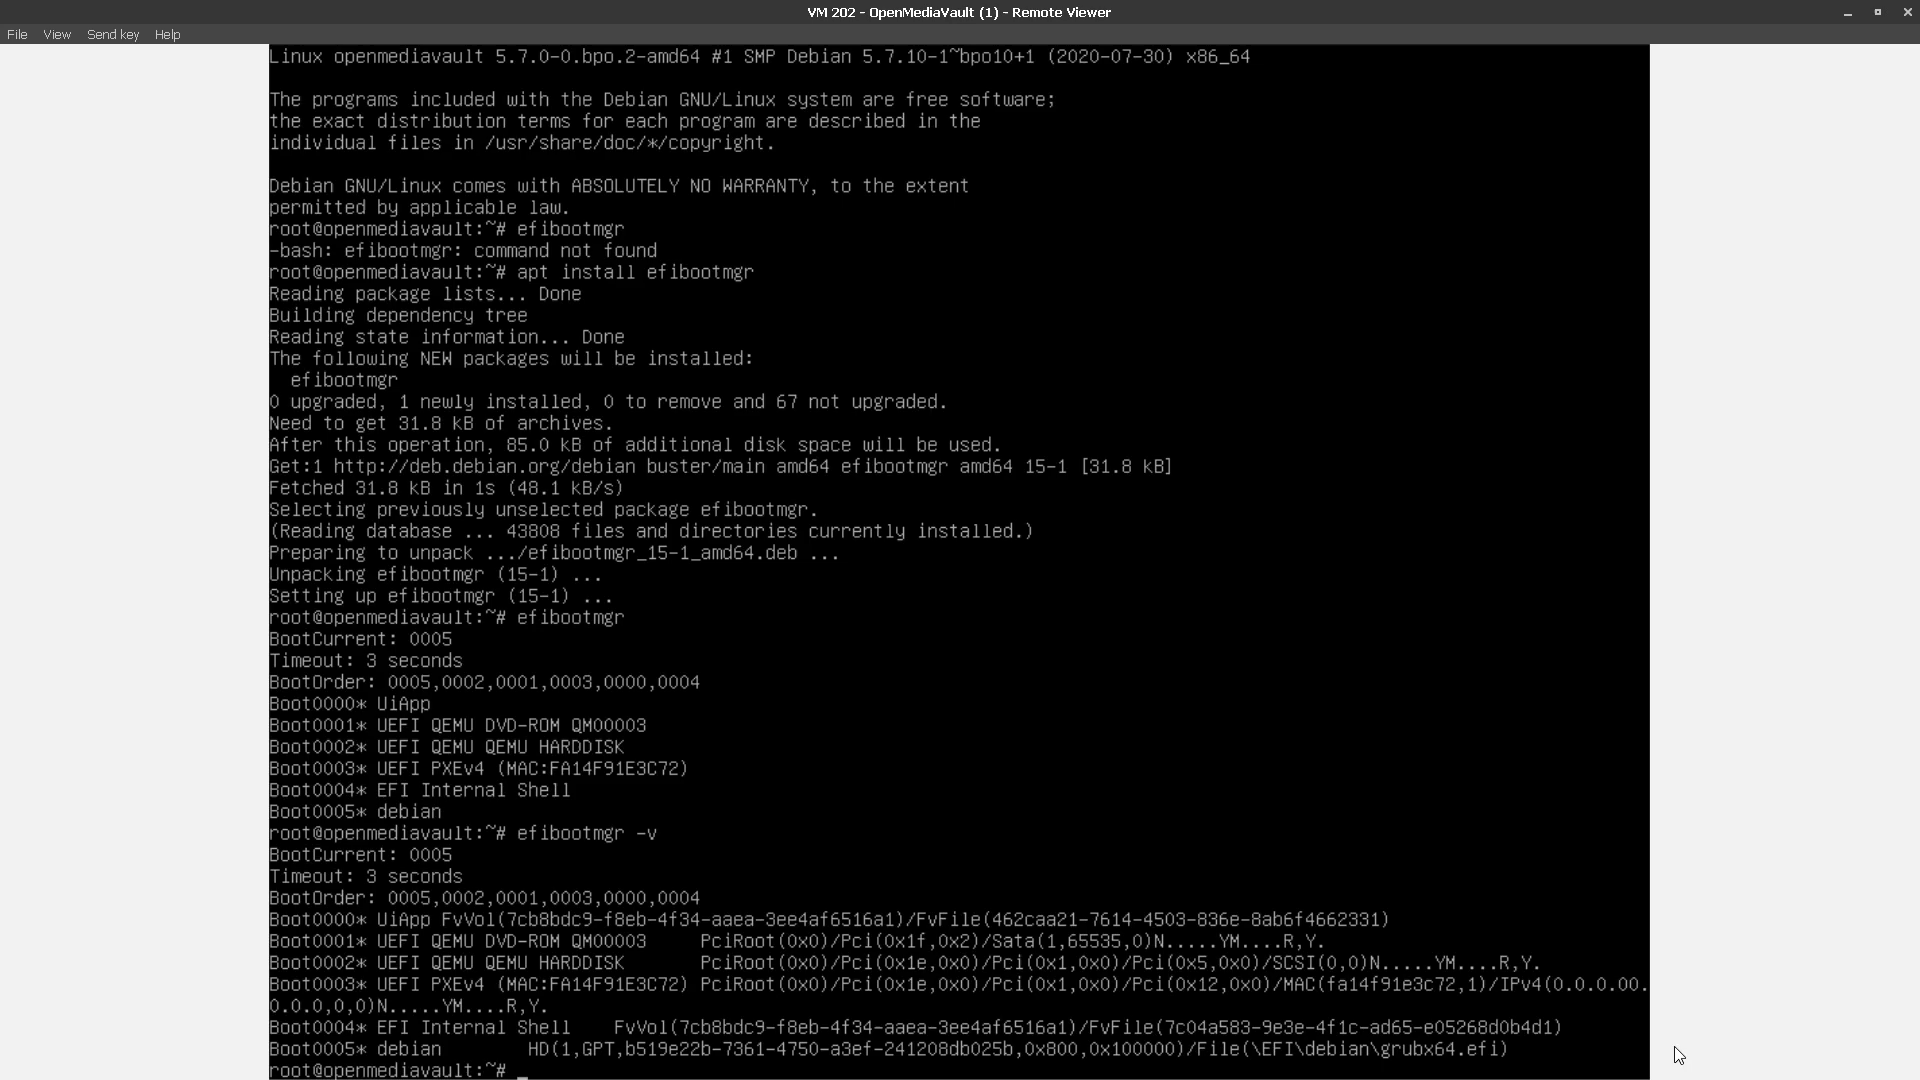 VM 202 - OpenMediaVault (1) - Remote Viewer
File View Send key Help
Linux openmediavault 5.7.0-0.bpo.2-amd64 #1 SMP Debian 5.7.10-1~bpo10+1 (2020-07-30) x86_64
The programs included with the Debian GNU/Linux system are free software;
the exact distribution terms for each program are described in the
individual files in /usr/share/doc/*/copyright.
Debian GNU/Linux comes with ABSOLUTELY NO WARRANTY, to the extent
permitted by applicable law.
root@openmediavault:~# efibootmgr
-bash: efibootmgr: command not found
root@openmediavault:~# apt install efibootmgr
Reading package lists... Done
Building dependency tree
Reading state information... Done
The following NEW packages will be installed:
  efibootmgr
0 upgraded, 1 newly installed, 0 to remove and 67 not upgraded.
Need to get 31.8 kB of archives.
After this operation, 85.0 kB of additional disk space will be used.
Get:1 http://deb.debian.org/debian buster/main amd64 efibootmgr amd64 15-1 [31.8 kB]
Fetched 31.8 kB in 1s (48.1 kB/s)
Selecting previously unselected package efibootmgr.
(Reading database ... 43808 files and directories currently installed.)
Preparing to unpack .../efibootmgr_15-1_amd64.deb ...
Unpacking efibootmgr (15-1) ...
Setting up efibootmgr (15-1) ...
root@openmediavault:~# efibootmgr
BootCurrent: 0005
Timeout: 3 seconds
BootOrder: 0005,0002,0001,0003,0000,0004
Boot0000* UiApp
Boot0001* UEFI QEMU DVD-ROM QM00003
Boot0002* UEFI QEMU QEMU HARDDISK
Boot0003* UEFI PXEv4 (MAC:FA14F91E3C72)
Boot0004* EFI Internal Shell
Boot0005* debian
root@openmediavault:~# efibootmgr -v
BootCurrent: 0005
Timeout: 3 seconds
BootOrder: 0005,0002,0001,0003,0000,0004
Boot0000* UiApp FvVol(7cb8bdc9-f8eb-4f34-aaea-3ee4af6516a1)/FvFile(462caa21-7614-4503-836e-8ab6f4662331)
Boot0001* UEFI QEMU DVD-ROM QM00003     PciRoot(0x0)/Pci(0x1f,0x2)/Sata(1,65535,0)N.....YM....R,Y.
Boot0002* UEFI QEMU QEMU HARDDISK       PciRoot(0x0)/Pci(0x1e,0x0)/Pci(0x1,0x0)/Pci(0x5,0x0)/SCSI(0,0)N.....YM....R,Y.
Boot0003* UEFI PXEv4 (MAC:FA14F91E3C72) PciRoot(0x0)/Pci(0x1e,0x0)/Pci(0x1,0x0)/Pci(0x12,0x0)/MAC(fa14f91e3c72,1)/IPv4(0.0.0.00.
0.0.0,0,0)N.....YM....R,Y.
Boot0004* EFI Internal Shell    FvVol(7cb8bdc9-f8eb-4f34-aaea-3ee4af6516a1)/FvFile(7c04a583-9e3e-4f1c-ad65-e05268d0b4d1)
Boot0005* debian        HD(1,GPT,b519e22b-7361-4750-a3ef-241208db025b,0x800,0x100000)/File(\EFI\debian\grubx64.efi)
root@openmediavault:~# _